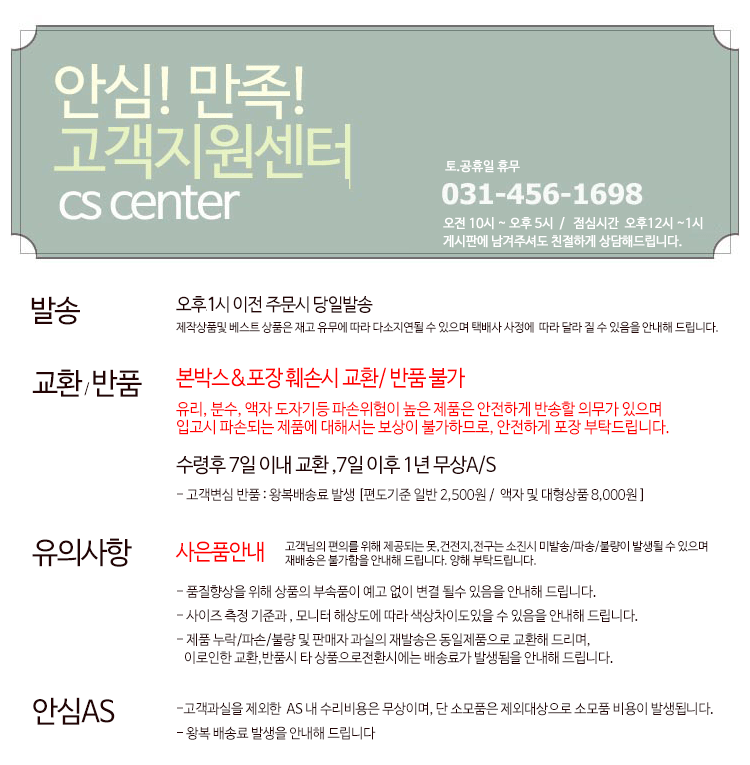 안심! 만족!
고객지원센터
cs center
토.공휴일 휴무
031-456-1698
오전 10시 ~ 오후 5시 / 점심시간 오후12시 ~1시
게시판에 남겨주셔도 친절하게 상담해드립니다.
발송
오후1시 이전 주문시 당일발송
제작상품및 베스트 상품은 재고 유무에 따라 다소지연될 수 있으며 택배사 사정에 따라 달라 질 수 있음을 안내해 드립니다.
교환 / 반품
본박스 & 포장 훼손시 교환/ 반품 불가
유리, 분수, 액자 도자기등 파손위험이 높은 제품은 안전하게 반송할 의무가 있으며
입고시 파손되는 제품에 대해서는 보상이 불가하므로, 안전하게 포장 부탁드립니다.
수령후 7일 이내 교환 ,7일 이후 1년 무상A/S
- 고객변심 반품 : 왕복배송료 발생 [편도기준 일반 2,500원 / 액자 및 대형상품 8,000원 ]
유의사항
사은품안내
고객님의 편의를 위해 제공되는 못,건전지,전구는 소진시 미발송/파송/불량이 발생될 수 있으며
재배송은 불가함을 안내해 드립니다. 양해 부탁드립니다.
- 품질향상을 위해 상품의 부속품이 예고 없이 변결 될수 있음을 안내해 드립니다.
- 사이즈 측정 기준과 , 모니터 해상도에 따라 색상차이도있을 수 있음을 안내해 드립니다.
- 제품 누락/파손/불량 및 판매자 과실의 재발송은 동일제품으로 교환해 드리며,
이로인한 교환,반품시 타 상품으로전환시에는 배송료가 발생됨을 안내해 드립니다.
안심AS
-고객과실을 제외한 AS 내 수리비용은 무상이며, 단 소모품은 제외대상으로 소모품 비용이 발생됩니다.
- 왕복 배송료 발생을 안내해 드립니다